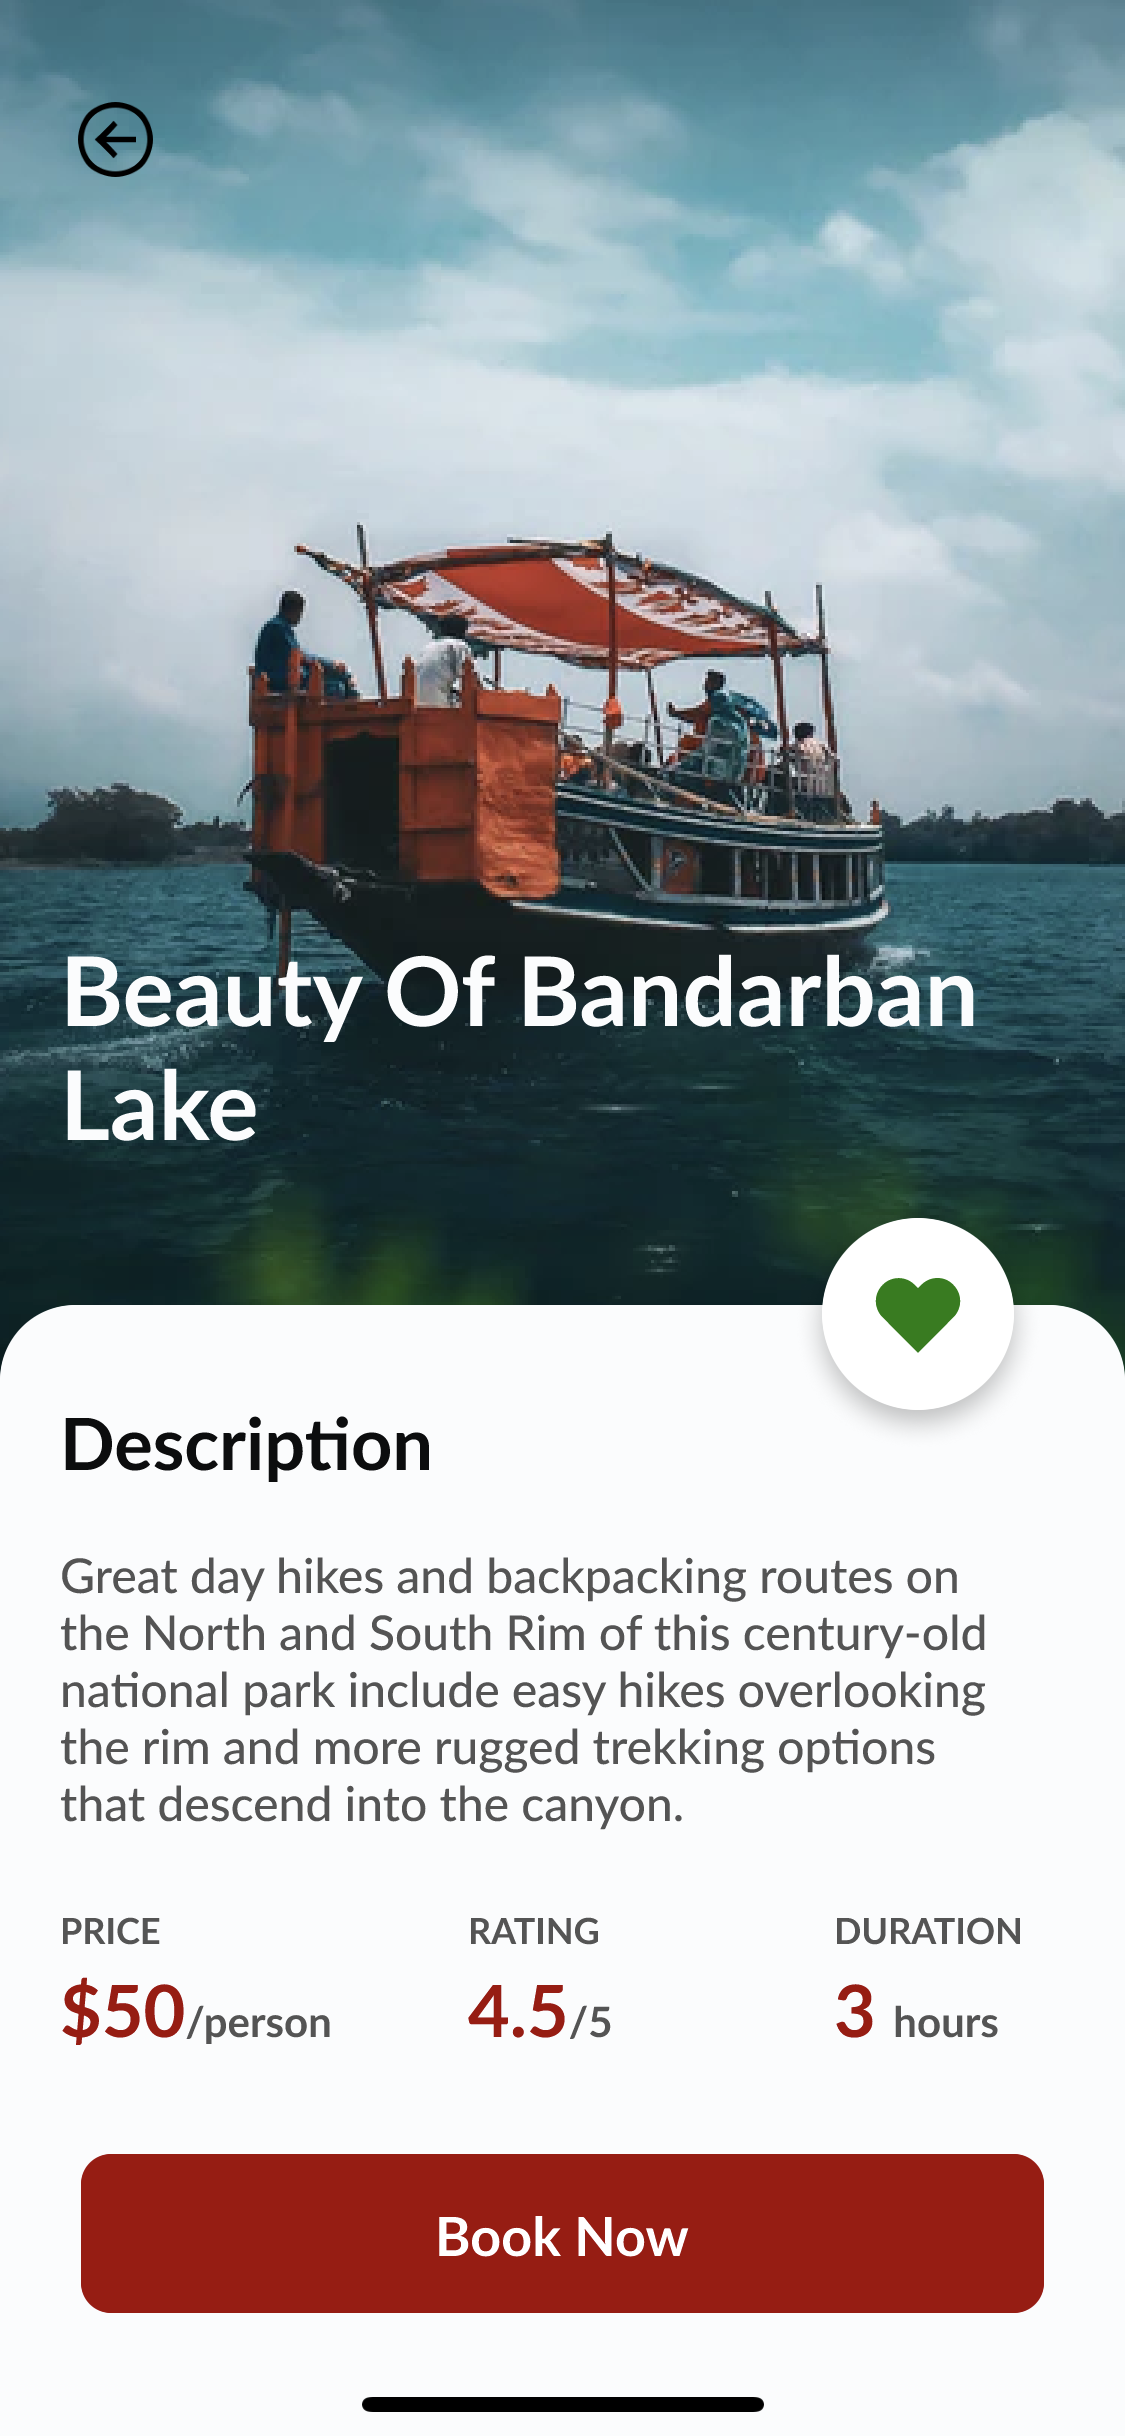 Beauty Of Bandarban
Lake
Description
Great day hikes and backpacking routes on
the North and South Rim of this century-old
national park include easy hikes overlooking
the rim and more rugged trekking options
that descend into the canyon.
PRICE RATING DURATION
$50/person 4.5/5 3 hours
Book Now